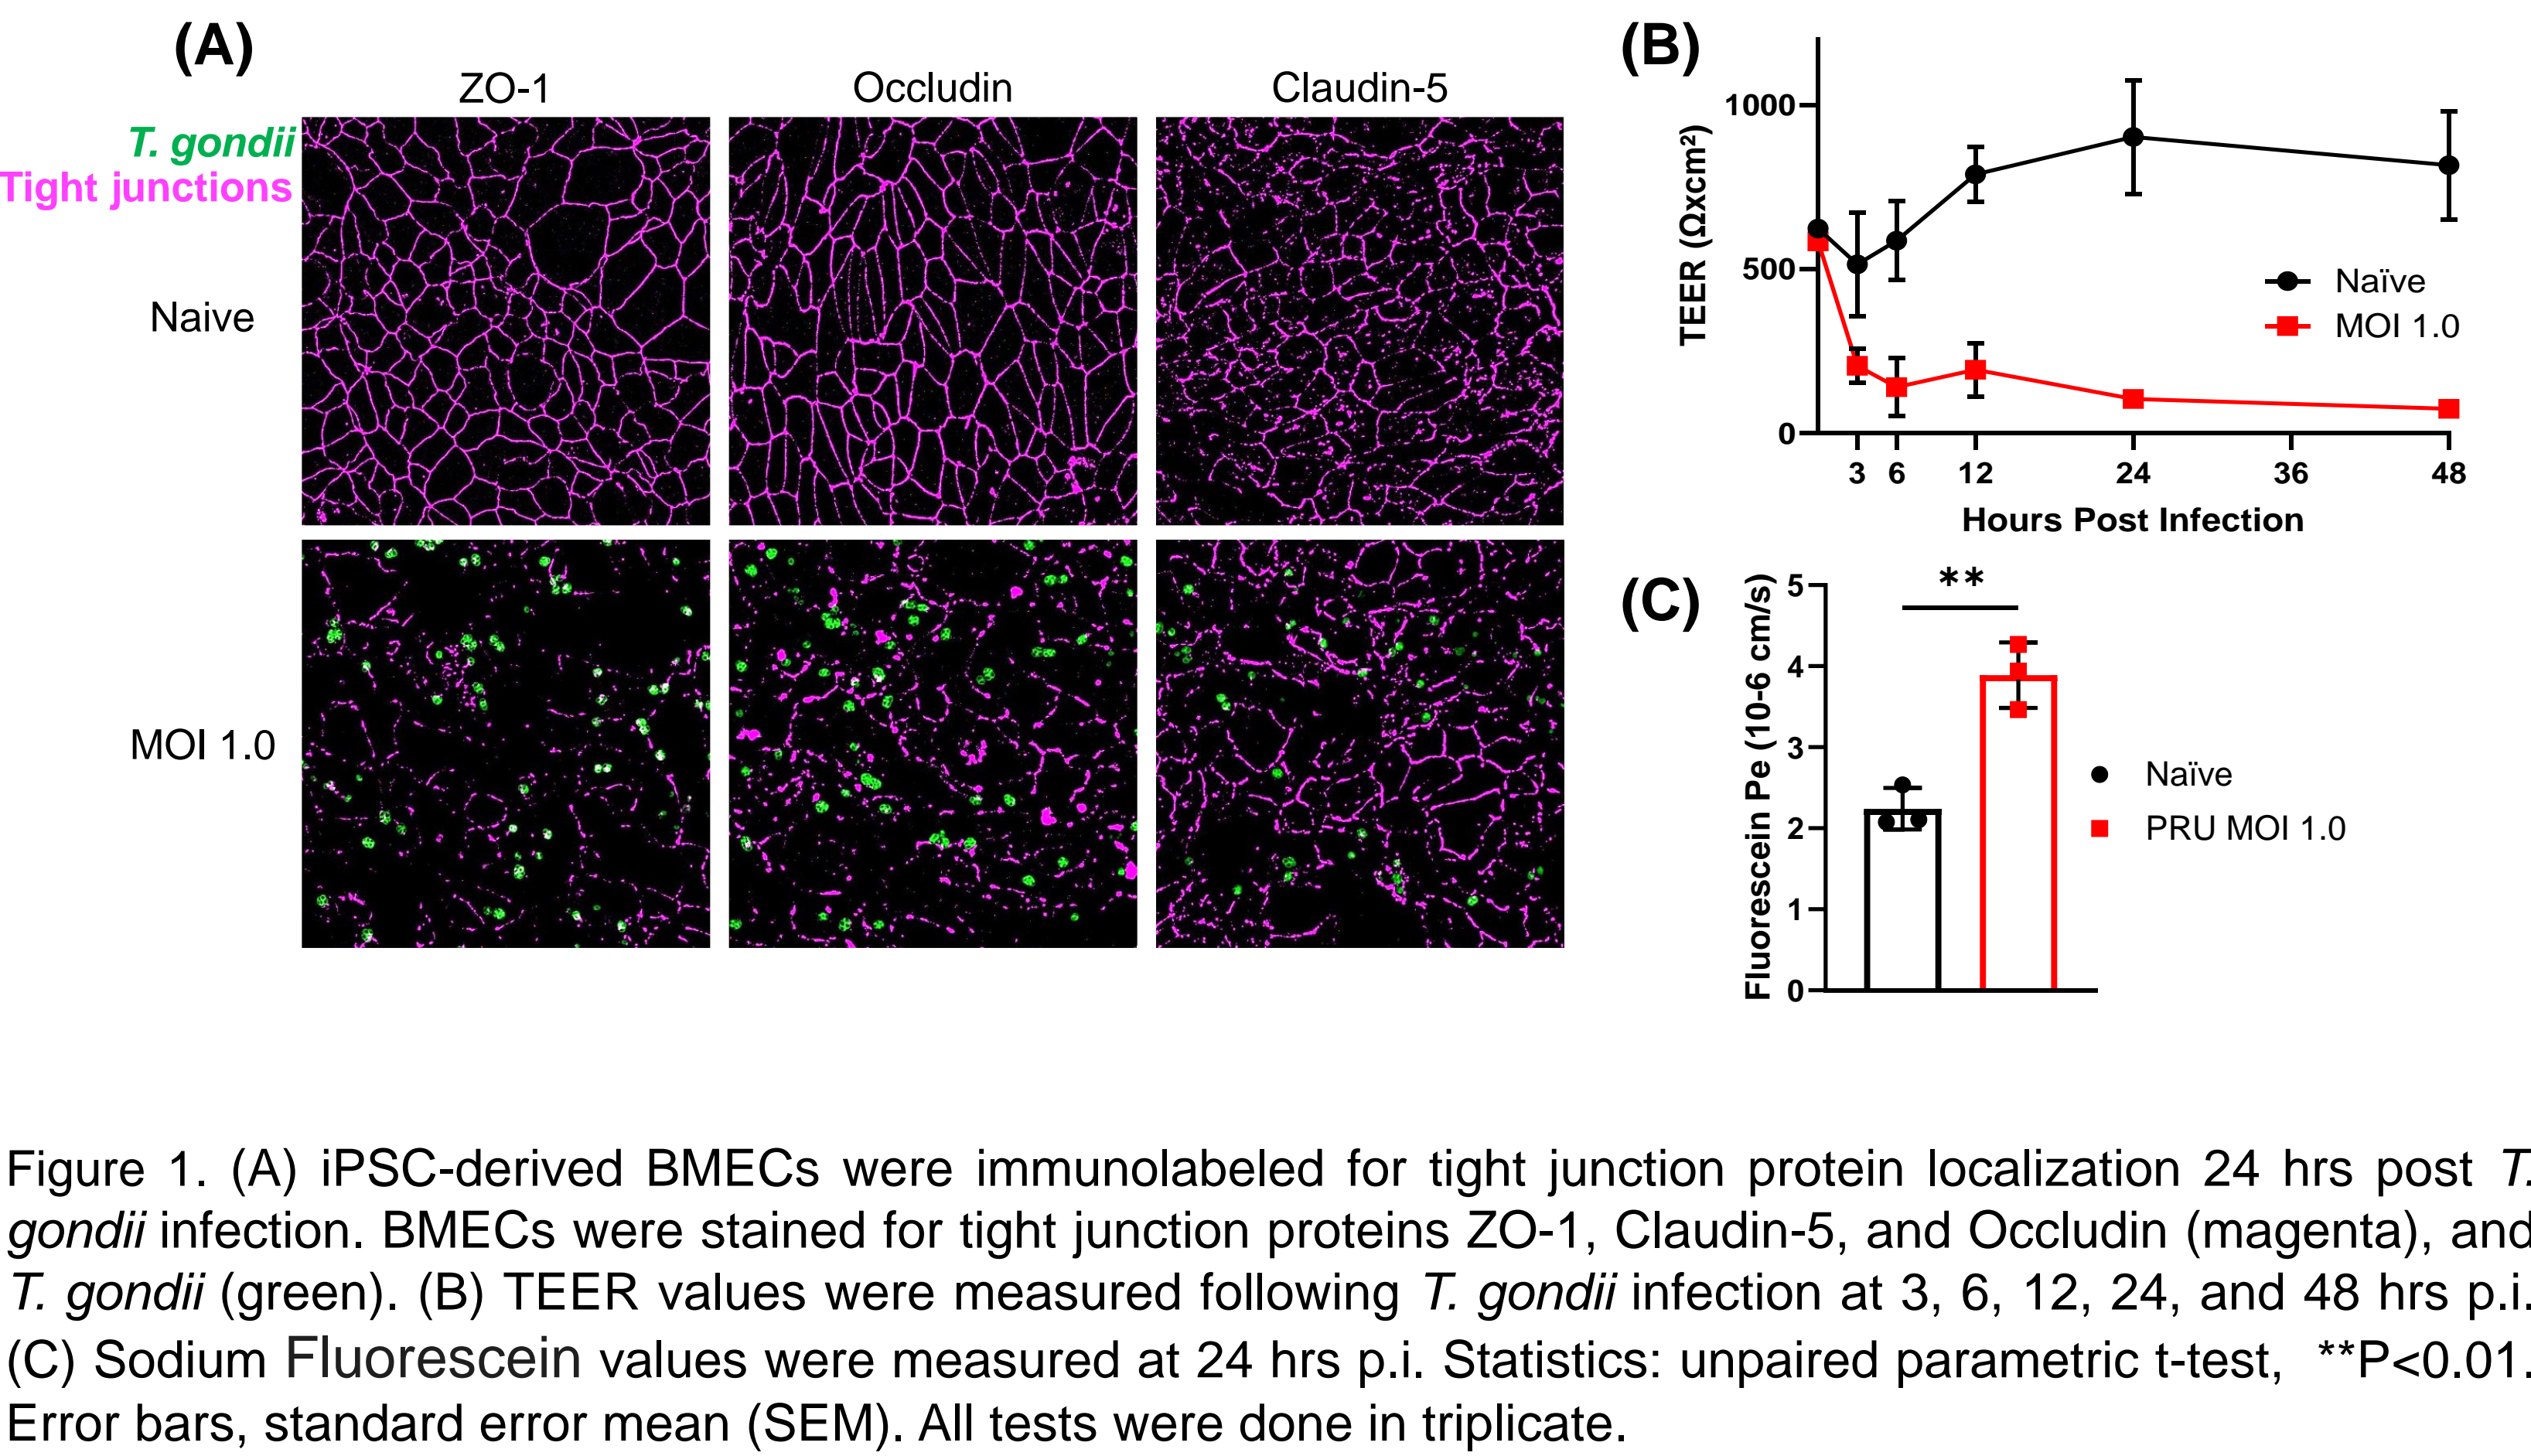 (A)
ZO-1
Occludin
Claudin-5
T. gondii
Tight junctions
Naive
MOI 1.0
(B)
TEER (Ωxcm²)
1000
500
0
3 6 12 24 36 48
Hours Post Infection
Naïve
MOI 1.0
(C)
Fluorescein Pe (10-6 cm/s)
5
4
3
2
1
0
**
Naïve
PRU MOI 1.0
Figure 1. (A) iPSC-derived BMECs were immunolabeled for tight junction protein localization 24 hrs post T.
gondii infection. BMECs were stained for tight junction proteins ZO-1, Claudin-5, and Occludin (magenta), and
T. gondii (green). (B) TEER values were measured following T. gondii infection at 3, 6, 12, 24, and 48 hrs p.i.
(C) Sodium Fluorescein values were measured at 24 hrs p.i. Statistics: unpaired parametric t-test, **P<0.01.
Error bars, standard error mean (SEM). All tests were done in triplicate.